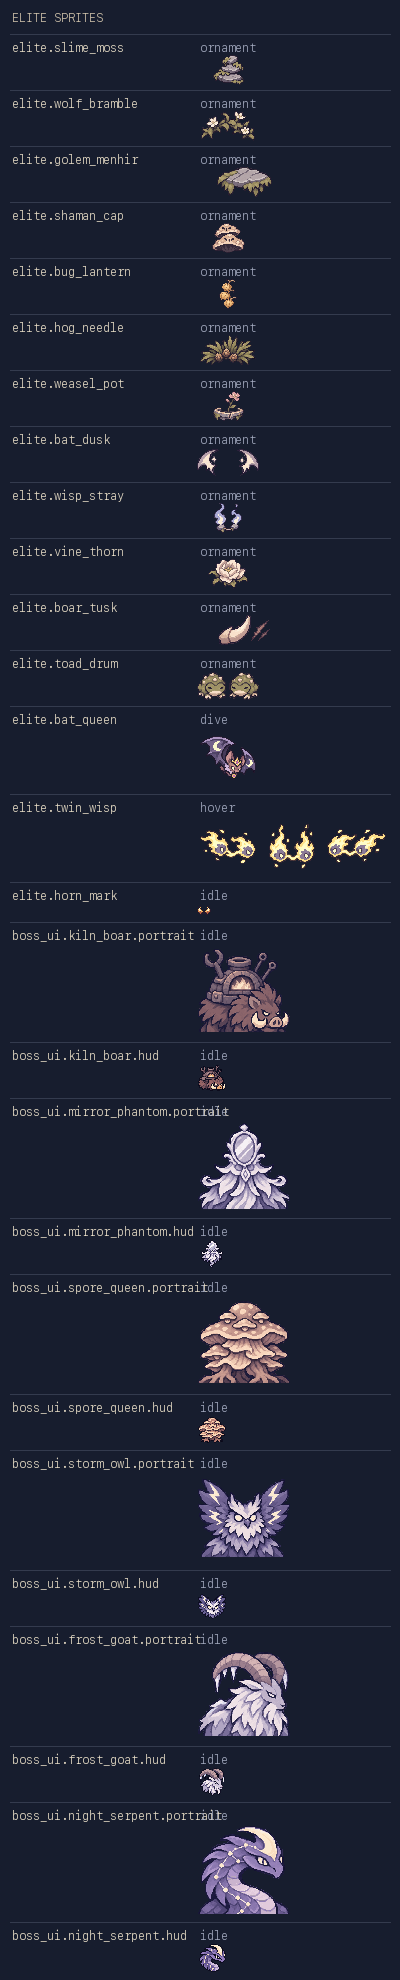 ELITE SPRITES
elite.slime_moss ornament
elite.wolf_bramble ornament
elite.golem_menhir ornament
elite.shaman_cap ornament
elite.bug_lantern ornament
elite.hog_needle ornament
elite.weasel_pot ornament
elite.bat_dusk ornament
elite.wisp_stray ornament
elite.vine_thorn ornament
elite.boar_tusk ornament
elite.toad_drum ornament
elite.bat_queen dive
elite.twin_wisp hover
elite.horn_mark idle
boss_ui.kiln_boar.portrait idle
boss_ui.kiln_boar.hud idle
boss_ui.mirror_phantom.portrait idle
boss_ui.mirror_phantom.hud idle
boss_ui.spore_queen.portrait idle
boss_ui.spore_queen.hud idle
boss_ui.storm_owl.portrait idle
boss_ui.storm_owl.hud idle
boss_ui.frost_goat.portrait idle
boss_ui.frost_goat.hud idle
boss_ui.night_serpent.portrait idle
boss_ui.night_serpent.hud idle